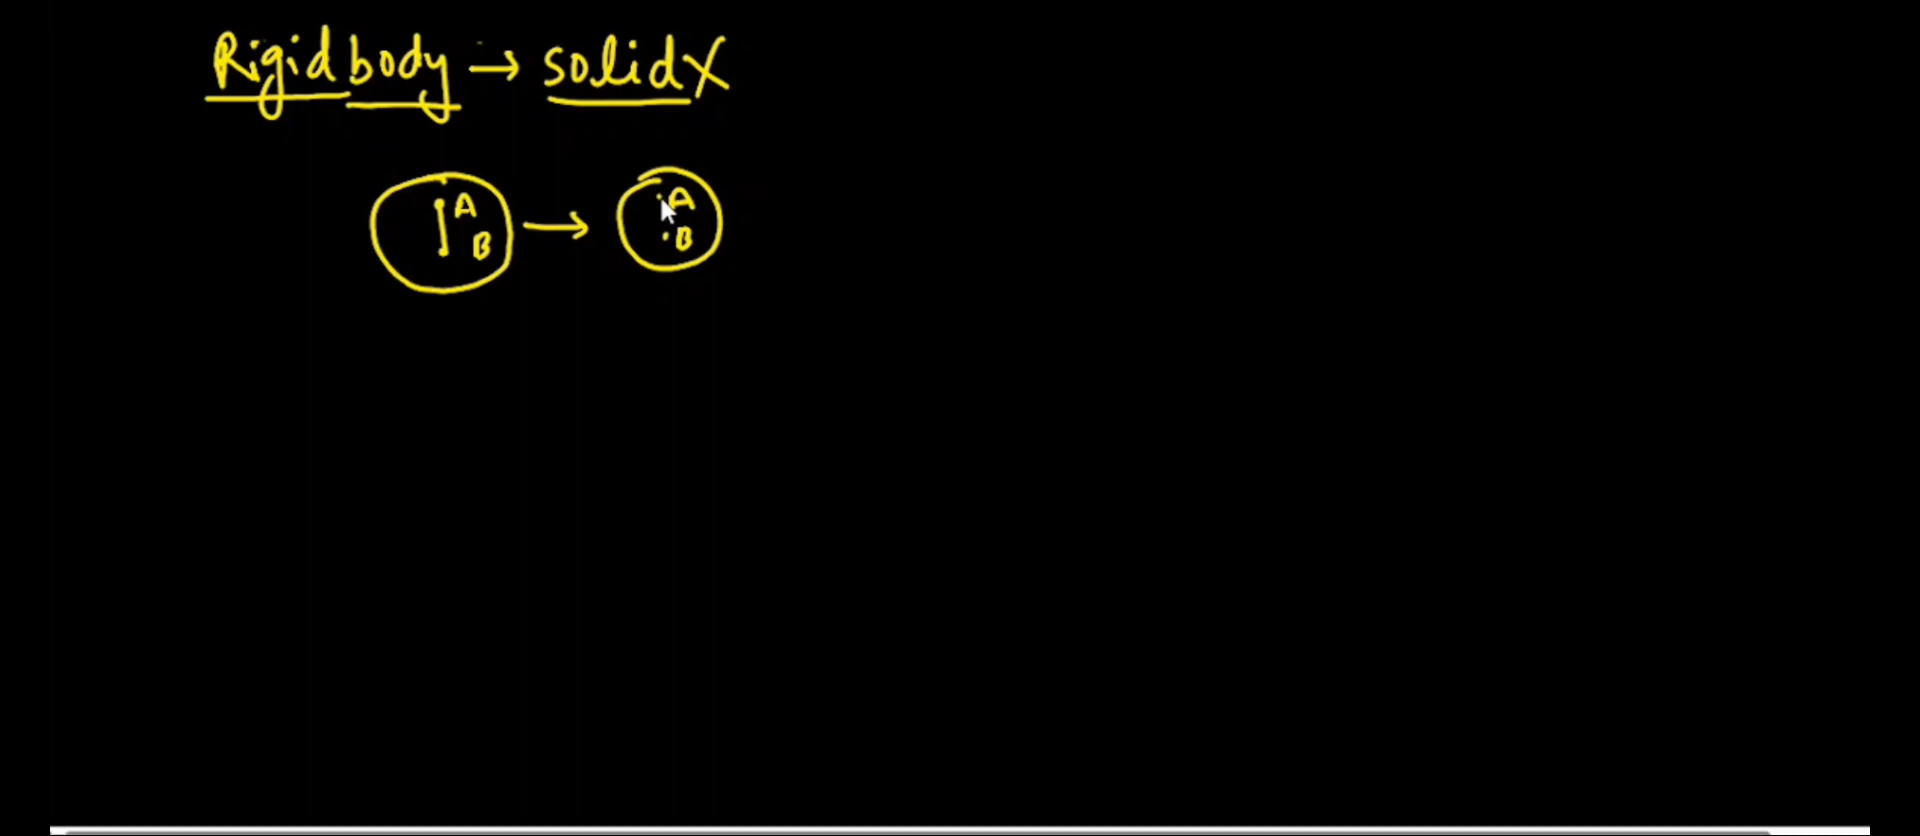 Rigid body → solid X
A → A
B B